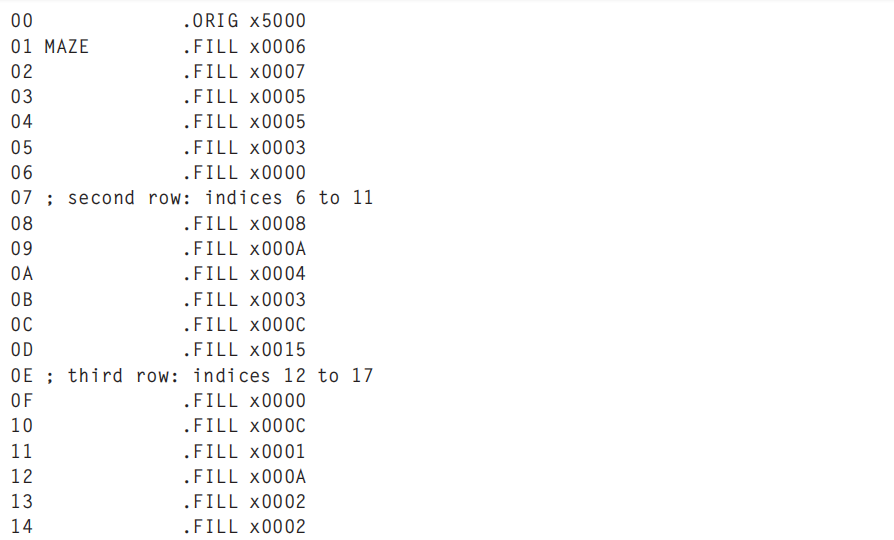 00 .ORIG x5000
01 MAZE .FILL x0006
02 .FILL x0007
03 .FILL x0005
04 .FILL x0005
05 .FILL x0003
06 .FILL x0000
07 ; second row: indices 6 to 11
08 .FILL x0008
09 .FILL x000A
0A .FILL x0004
0B .FILL x0003
0C .FILL x000C
0D .FILL x0015
0E ; third row: indices 12 to 17
0F .FILL x0000
10 .FILL x000C
11 .FILL x0001
12 .FILL x000A
13 .FILL x0002
14 .FILL x0002